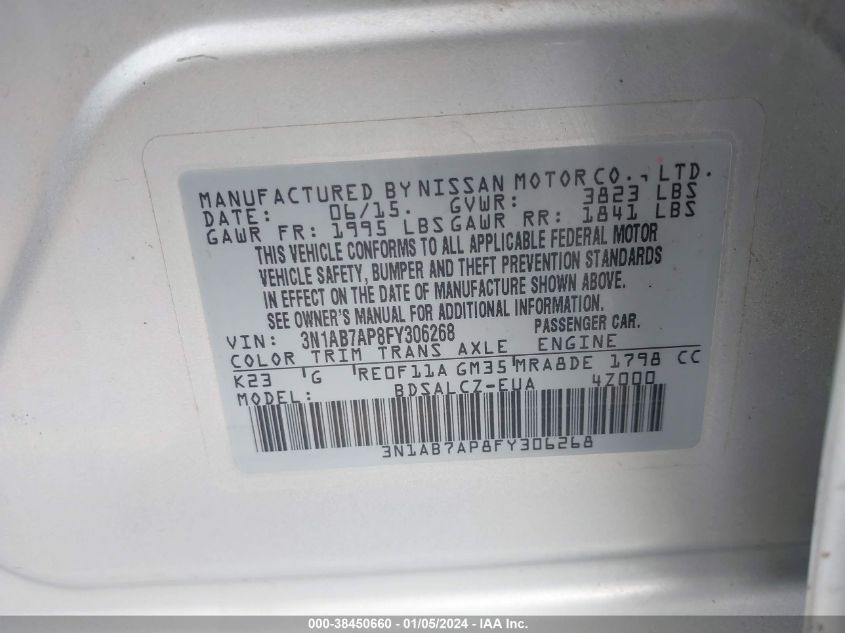 MANUFACTURED BY NISSAN MOTOR CO., LTD.
DATE: 06/15. GVWR: 3823 LBS
GAWR FR: 1995 LBS GAWR RR: 1841 LBS
THIS VEHICLE CONFORMS TO ALL APPLICABLE FEDERAL MOTOR
VEHICLE SAFETY, BUMPER AND THEFT PREVENTION STANDARDS
IN EFFECT ON THE DATE OF MANUFACTURE SHOWN ABOVE.
SEE OWNER'S MANUAL FOR ADDITIONAL INFORMATION.
VIN: 3N1AB7AP8FY306268 PASSENGER CAR.
COLOR TRIM TRANS AXLE ENGINE
K23 G RE0F11A GM35 MRA8DE 1798 CC
MODEL: BDSALCZ-EUA 4Z000
3N1AB7AP8FY306268
000-38450660 - 01/05/2024 - IAA Inc.